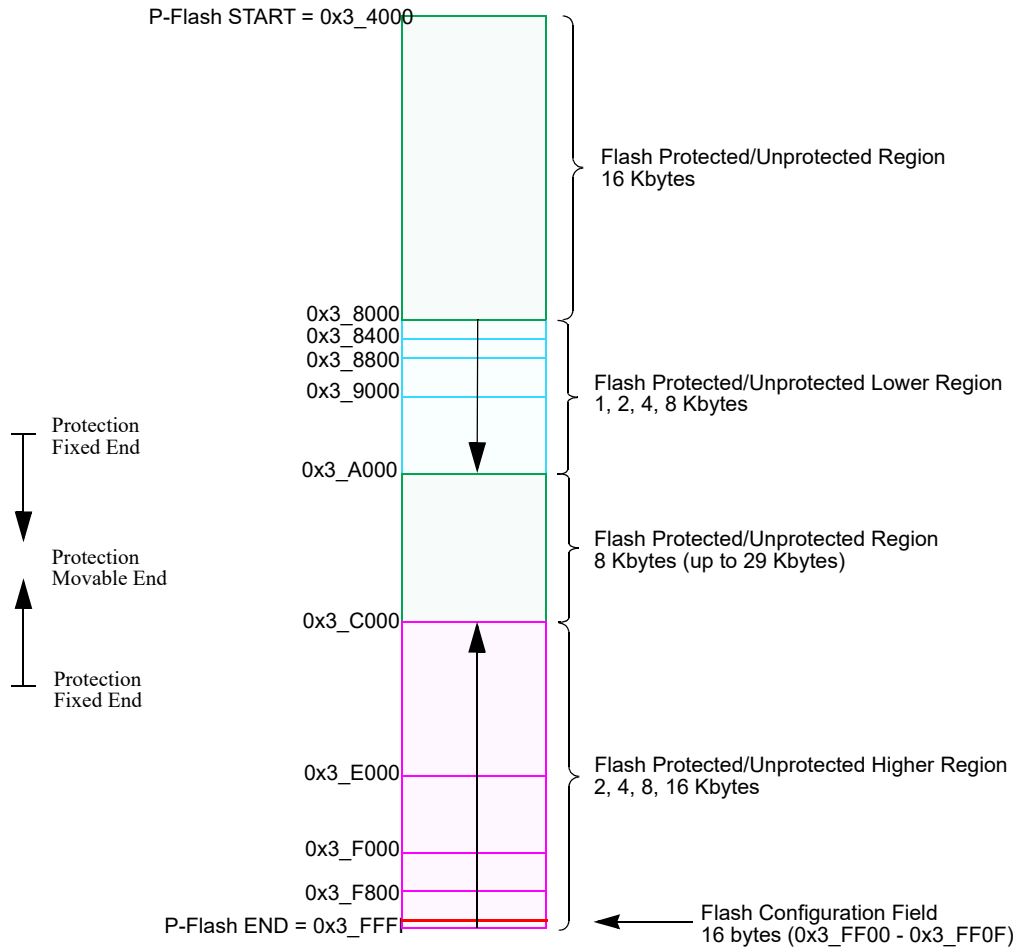 P-Flash START = 0x3_4000
Flash Protected/Unprotected Region
16 Kbytes
0x3_8000
0x3_8400
0x3_8800
0x3_9000
Flash Protected/Unprotected Lower Region
1, 2, 4, 8 Kbytes
Protection
Fixed End
0x3_A000
Protection
Movable End
Flash Protected/Unprotected Region
8 Kbytes (up to 29 Kbytes)
0x3_C000
Protection
Fixed End
0x3_E000
Flash Protected/Unprotected Higher Region
2, 4, 8, 16 Kbytes
0x3_F000
0x3_F800
P-Flash END = 0x3_FFF
Flash Configuration Field
16 bytes (0x3_FF00 - 0x3_FF0F)